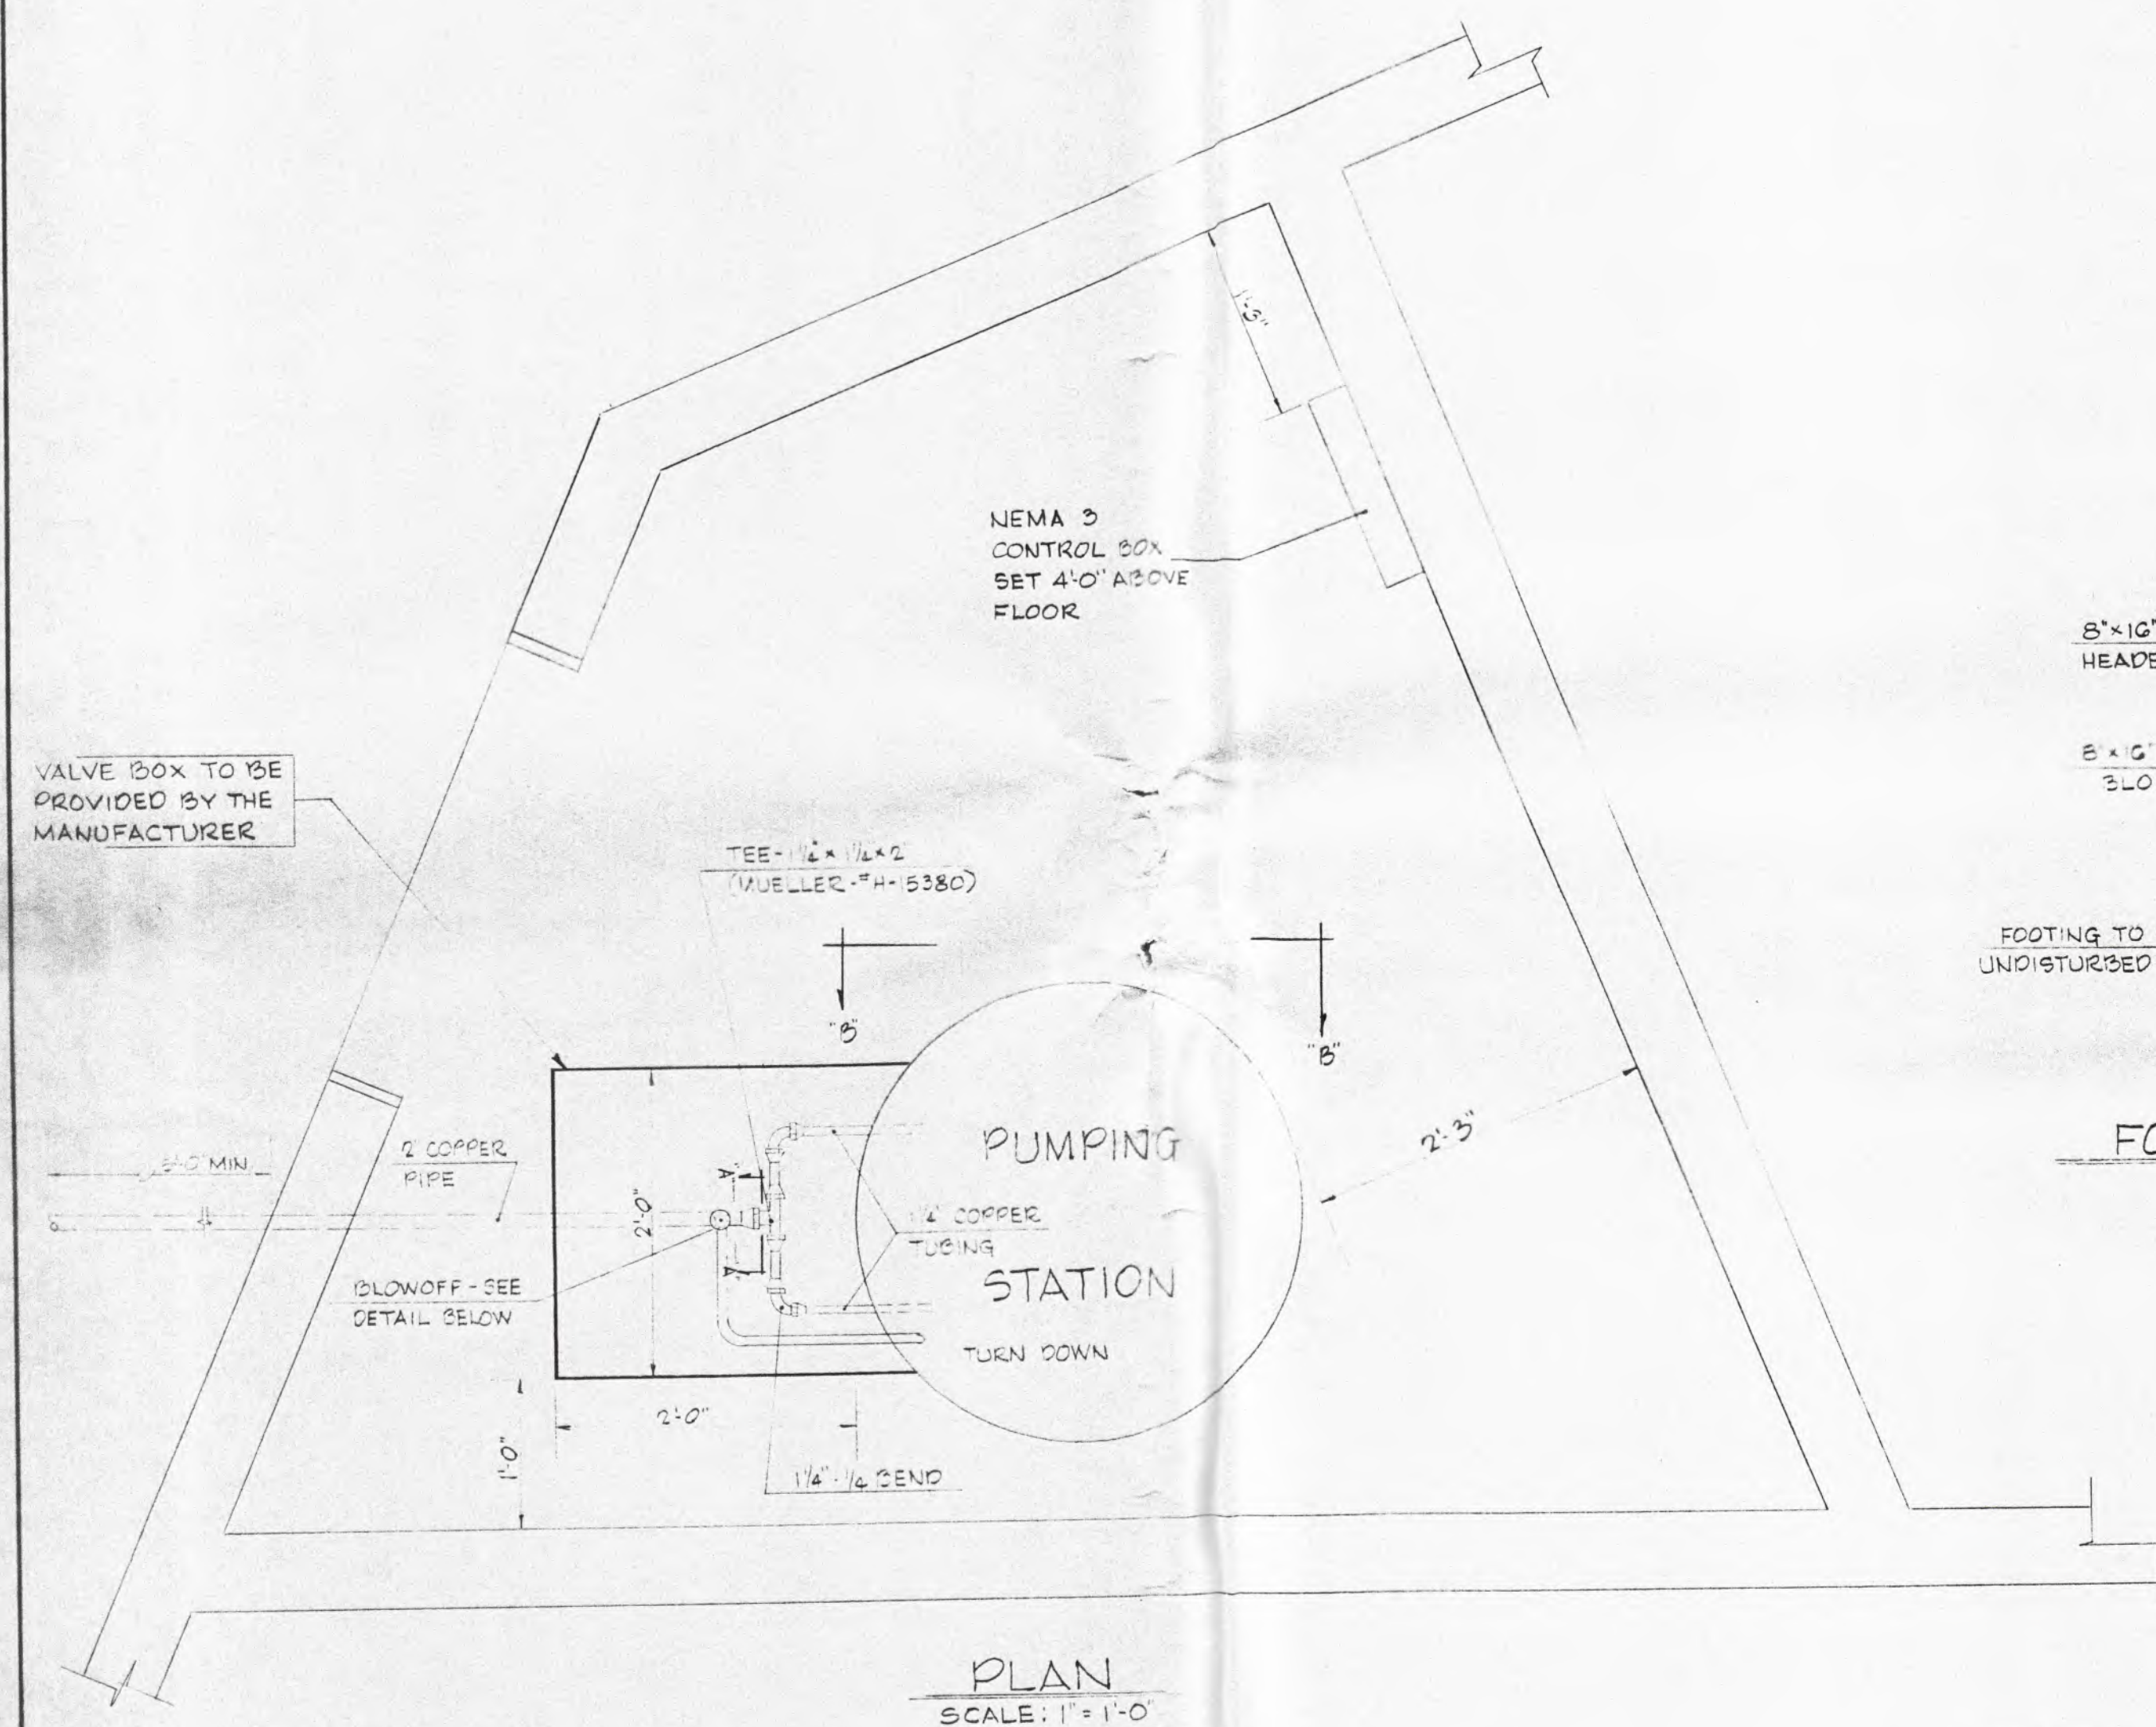 1'-3"
NEMA 3
CONTROL BOX
SET 4'-0" ABOVE
FLOOR
8"x16"
HEADE
8"x16"
BLO
VALVE BOX TO BE
PROVIDED BY THE
MANUFACTURER
TEE-1¼"x1¼x2
(MUELLER-#H-15380)
FOOTING TO
UNDISTURBED
"B"
"B"
PUMPING
STATION
TURN DOWN
2'-3"
FO
MIN.
2" COPPER
PIPE
"A"
"A"
2'-0"
1¼" COPPER
TUBING
BLOWOFF - SEE
DETAIL BELOW
2'-0"
1'-0"
1¼"-¼ BEND
PLAN
SCALE: 1" = 1'-0"